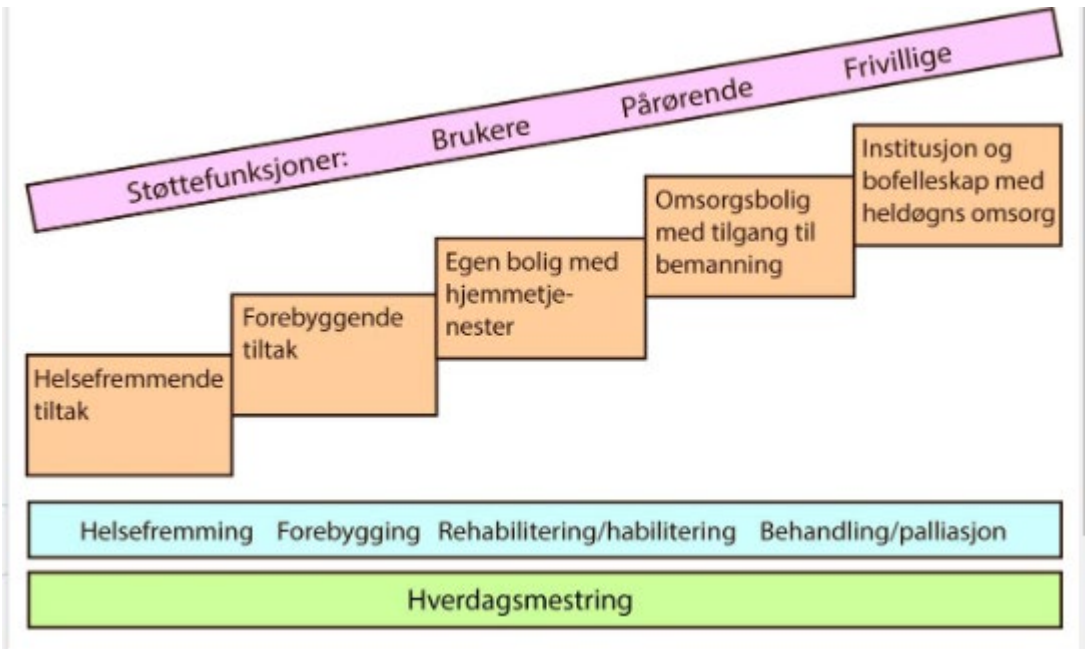 Støttefunksjoner: Brukere Pårørende Frivillige
Institusjon og
bofelleskap med
heldøgns omsorg
Omsorgsbolig
med tilgang til
bemanning
Egen bolig med
hjemmetje-
nester
Forebyggende
tiltak
Helsefremmende
tiltak
Helsefremming Forebygging Rehabilitering/habilitering Behandling/palliasjon
Hverdagsmestring